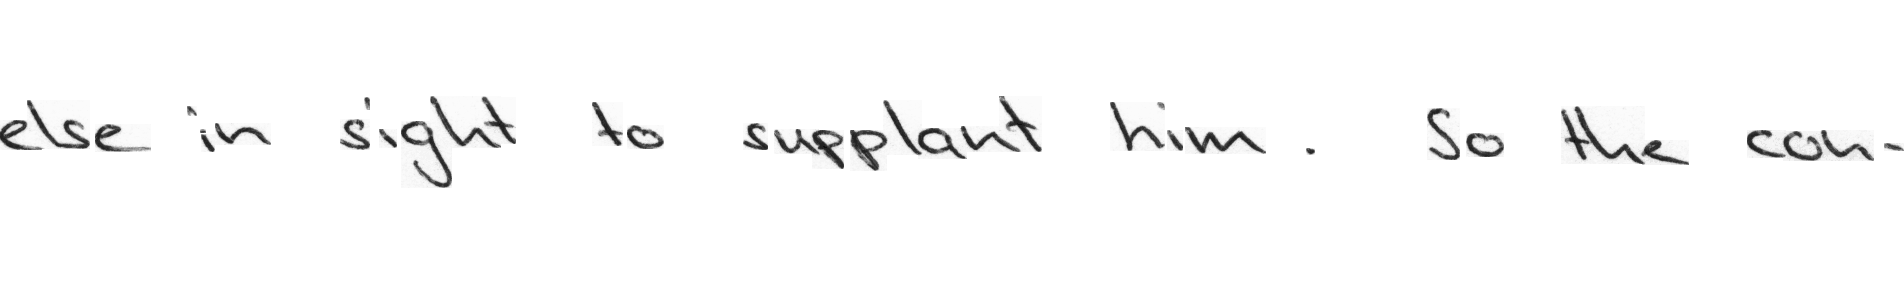 else in sight to supplant him. So the con-